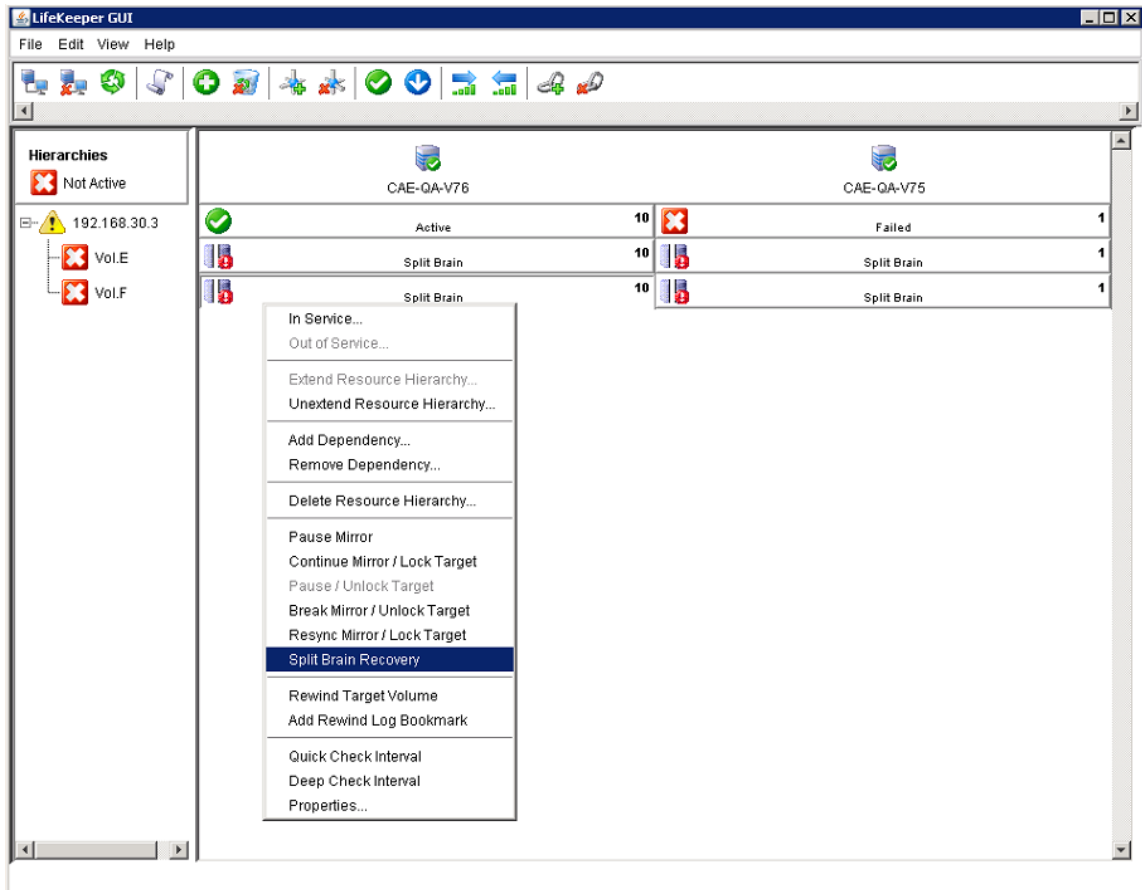 LifeKeeper GUI
File Edit View Help
Hierarchies
Not Active
CAE-QA-V76
CAE-QA-V75
192.168.30.3
Active
10
Failed
1
Vol.E
Split Brain
10
Split Brain
1
Vol.F
Split Brain
10
Split Brain
1
In Service...
Out of Service...
Extend Resource Hierarchy...
Unextend Resource Hierarchy...
Add Dependency...
Remove Dependency...
Delete Resource Hierarchy...
Pause Mirror
Continue Mirror / Lock Target
Pause / Unlock Target
Break Mirror / Unlock Target
Resync Mirror / Lock Target
Split Brain Recovery
Rewind Target Volume
Add Rewind Log Bookmark
Quick Check Interval
Deep Check Interval
Properties...